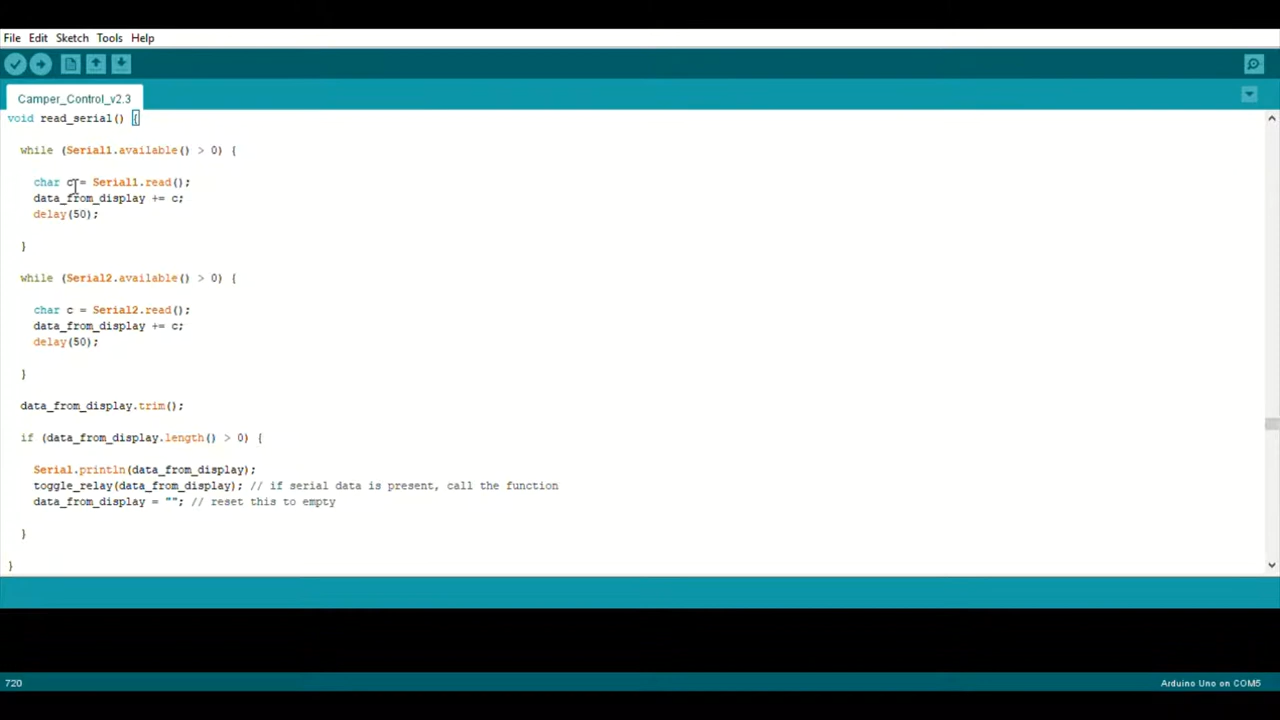 File Edit Sketch Tools Help
Camper_Control_v2.3
void read_serial() {
while (Serial1.available() > 0) {
char c = Serial1.read();
data_from_display += c;
delay(50);
}
while (Serial2.available() > 0) {
char c = Serial2.read();
data_from_display += c;
delay(50);
}
data_from_display.trim();
if (data_from_display.length() > 0) {
Serial.println(data_from_display);
toggle_relay(data_from_display); // if serial data is present, call the function
data_from_display = ""; // reset this to empty
}
}
720
Arduino Uno on COM5